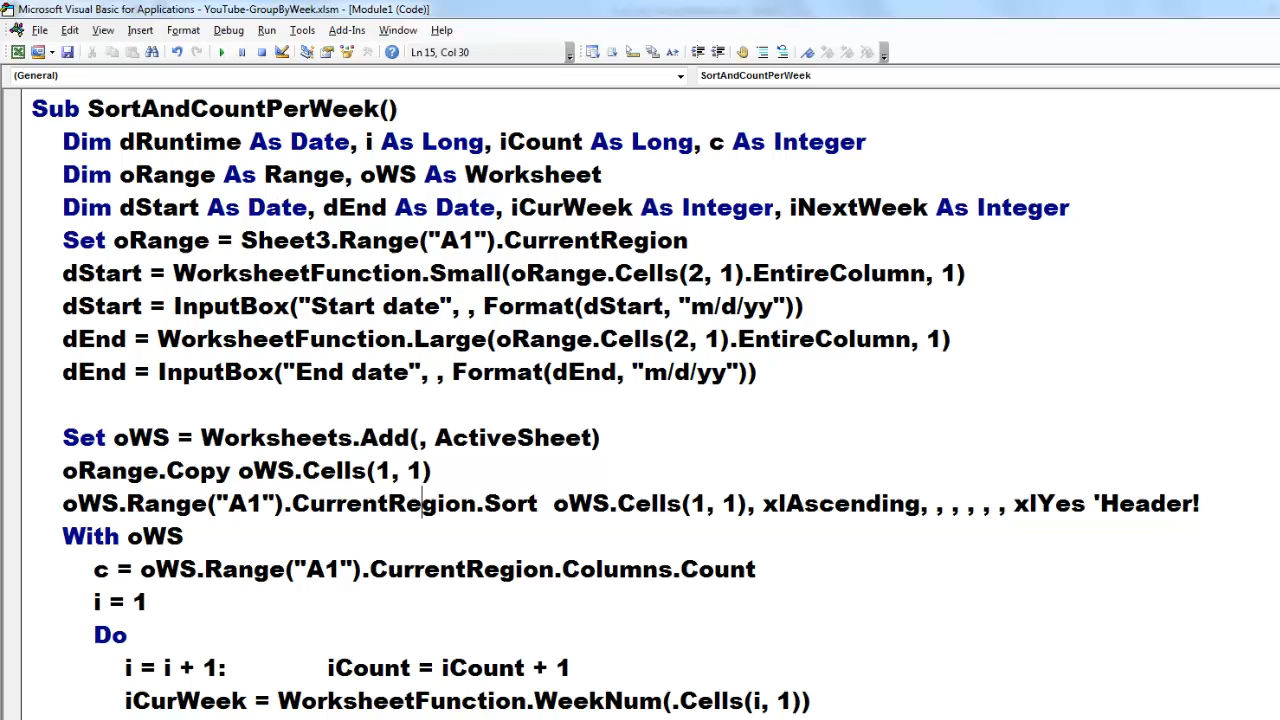 Microsoft Visual Basic for Applications - YouTube-GroupByWeek.xlsm - [Module1 (Code)]
File Edit View Insert Format Debug Run Tools Add-Ins Window Help
Ln 15, Col 30
(General) SortAndCountPerWeek
Sub SortAndCountPerWeek()
Dim dRuntime As Date, i As Long, iCount As Long, c As Integer
Dim oRange As Range, oWS As Worksheet
Dim dStart As Date, dEnd As Date, iCurWeek As Integer, iNextWeek As Integer
Set oRange = Sheet3.Range("A1").CurrentRegion
dStart = WorksheetFunction.Small(oRange.Cells(2, 1).EntireColumn, 1)
dStart = InputBox("Start date", , Format(dStart, "m/d/yy"))
dEnd = WorksheetFunction.Large(oRange.Cells(2, 1).EntireColumn, 1)
dEnd = InputBox("End date", , Format(dEnd, "m/d/yy"))
Set oWS = Worksheets.Add(, ActiveSheet)
oRange.Copy oWS.Cells(1, 1)
oWS.Range("A1").CurrentRegion.Sort  oWS.Cells(1, 1), xlAscending, , , , , , xlYes 'Header!
With oWS
c = oWS.Range("A1").CurrentRegion.Columns.Count
i = 1
Do
i = i + 1: iCount = iCount + 1
iCurWeek = WorksheetFunction.WeekNum(.Cells(i, 1))